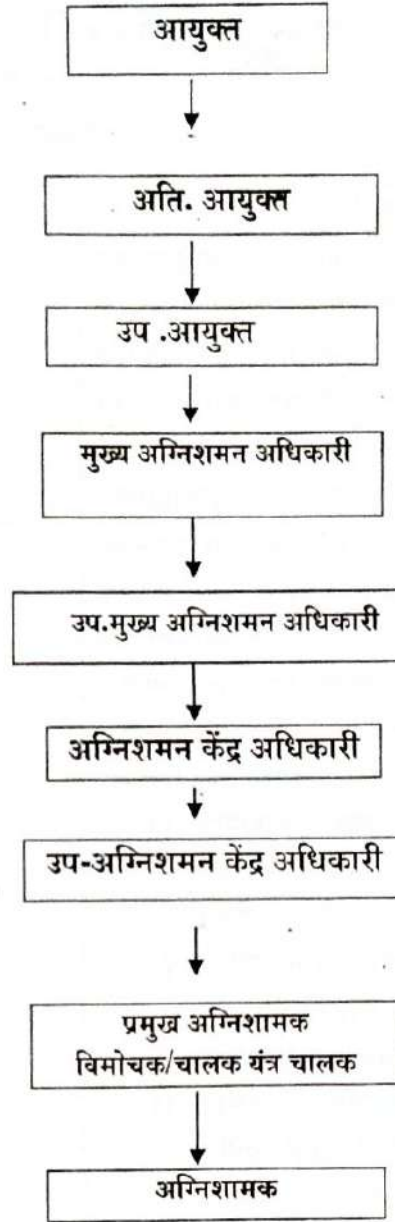 आयुक्त
अति. आयुक्त
उप .आयुक्त
मुख्य अग्निशमन अधिकारी
उप.मुख्य अग्निशमन अधिकारी
अग्निशमन केंद्र अधिकारी
उप-अग्निशमन केंद्र अधिकारी
प्रमुख अग्निशामक
विमोचक/चालक यंत्र चालक
अग्निशामक